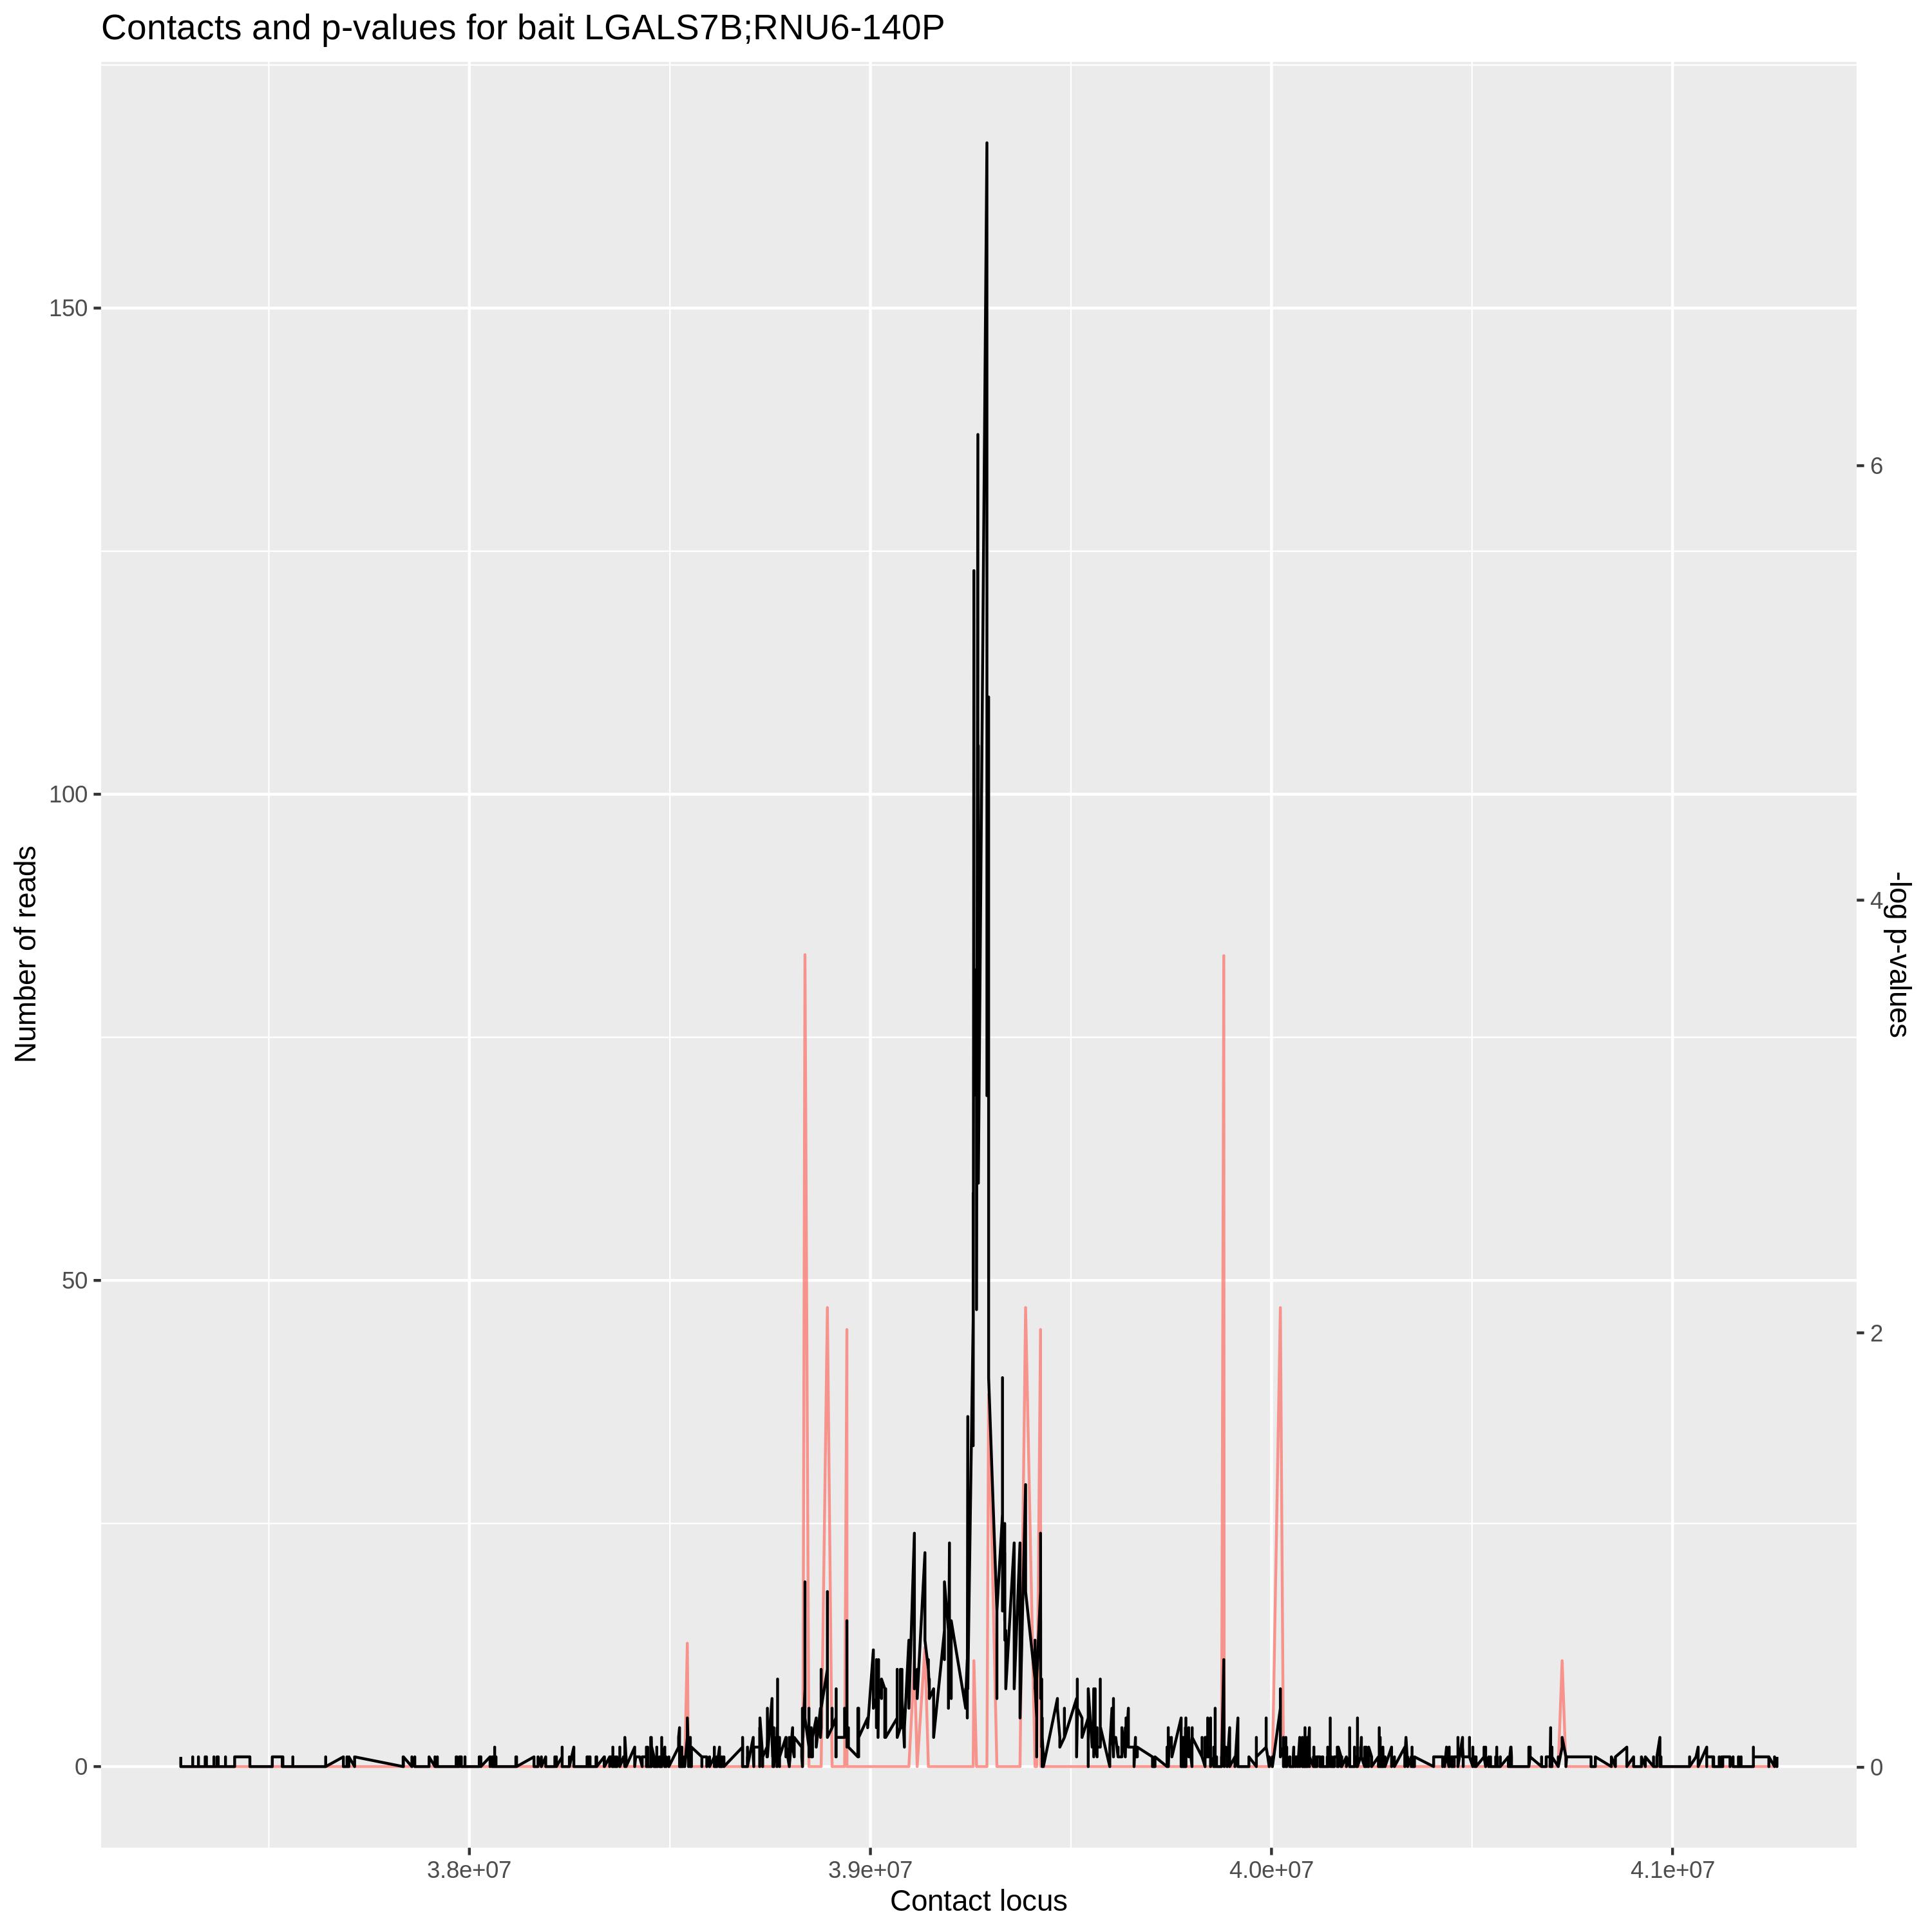 Contacts and p-values for bait LGALS7B;RNU6-140P
150
100
50
0
Number of reads
6
4
2
0
-log p-values
3.8e+07
3.9e+07
4.0e+07
4.1e+07
Contact locus